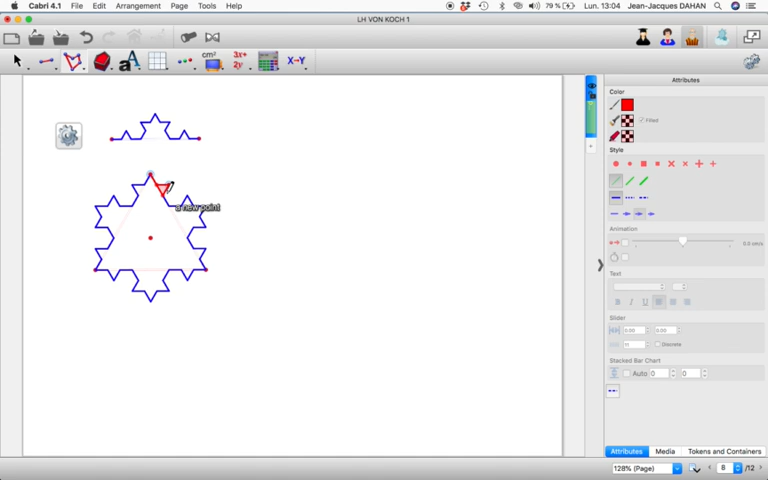 Cabri 4.1 File Edit Arrangement Page Tools Help 79 % Lun. 13:04 Jean-Jacques DAHAN
LH VON KOCH 1
A cm² 3x+2y X→Y
Attributes
Color
Filled
Style
Animation
0.9 cm/s
Text
B I U
Slider
0.00 0.00
Discrete
Stacked Bar Chart
Auto 0 0
a new point
Attributes Media Tokens and Containers
128% (Page) 8 /12